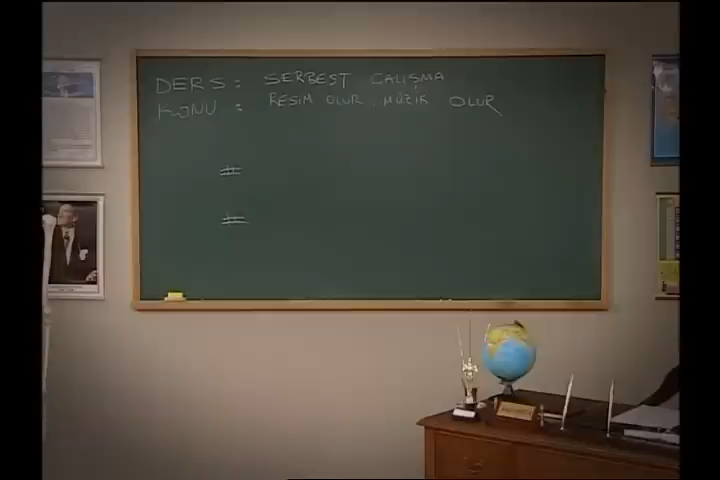 DERS : SERBEST ÇALIŞMA
KONU : RESİM OLUR, MÜZİK OLUR
=
=